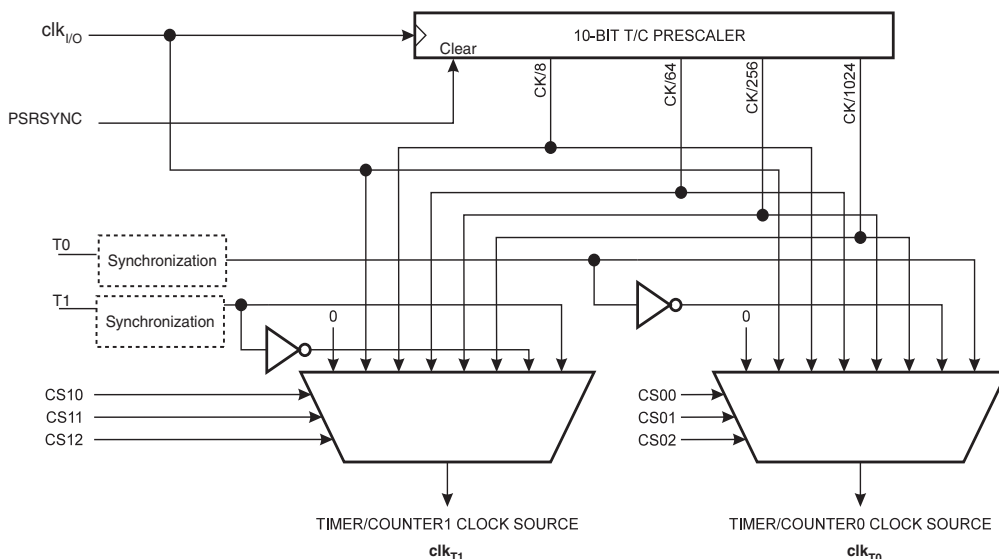 clkI/O
10-BIT T/C PRESCALER
Clear
CK/8
CK/64
CK/256
CK/1024
PSRSYNC
T0
Synchronization
T1
Synchronization
0
0
CS10
CS11
CS12
CS00
CS01
CS02
TIMER/COUNTER1 CLOCK SOURCE
clkT1
TIMER/COUNTER0 CLOCK SOURCE
clkT0